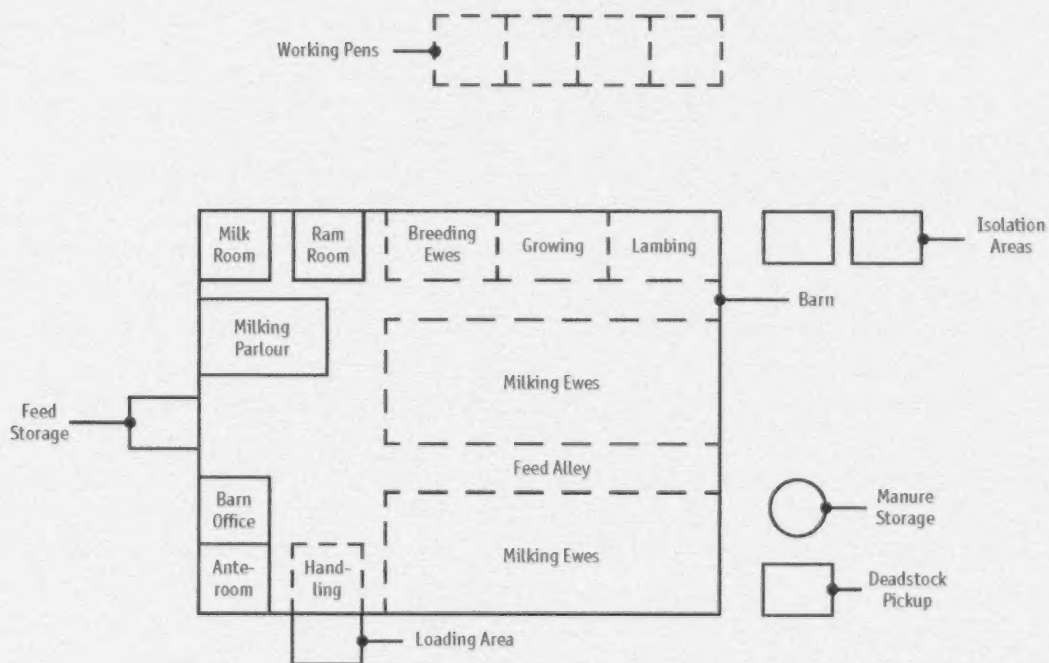 Working Pens
Milk
Room
Ram
Room
Breeding
Ewes
Growing
Lambing
Isolation
Areas
Barn
Milking
Parlour
Milking Ewes
Feed
Storage
Feed Alley
Barn
Office
Manure
Storage
Ante-
room
Hand-
ling
Milking Ewes
Deadstock
Pickup
Loading Area